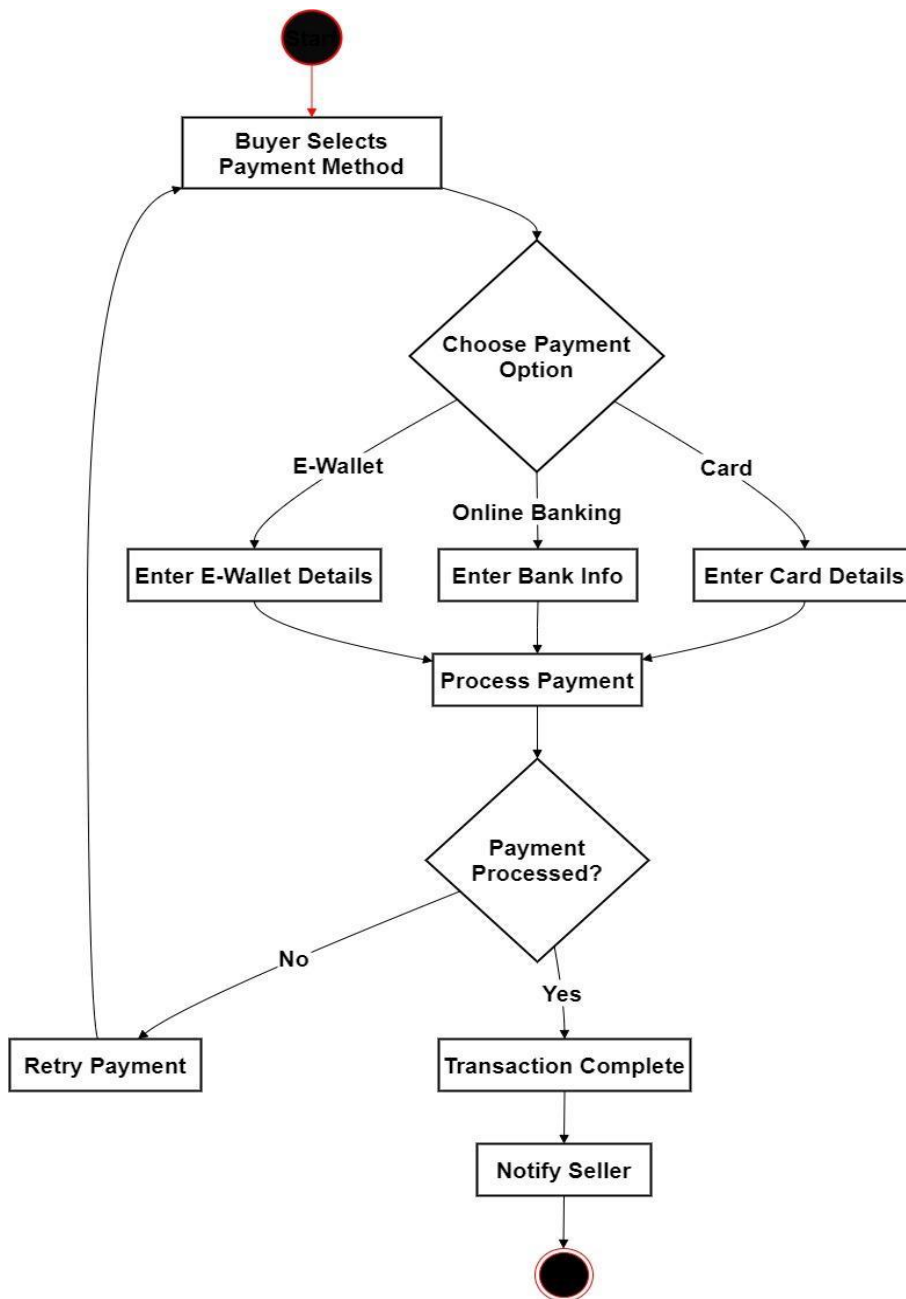 Start
Buyer Selects
Payment Method
Choose Payment
Option
E-Wallet
Card
Online Banking
Enter E-Wallet Details
Enter Bank Info
Enter Card Details
Process Payment
Payment
Processed?
No
Yes
Retry Payment
Transaction Complete
Notify Seller